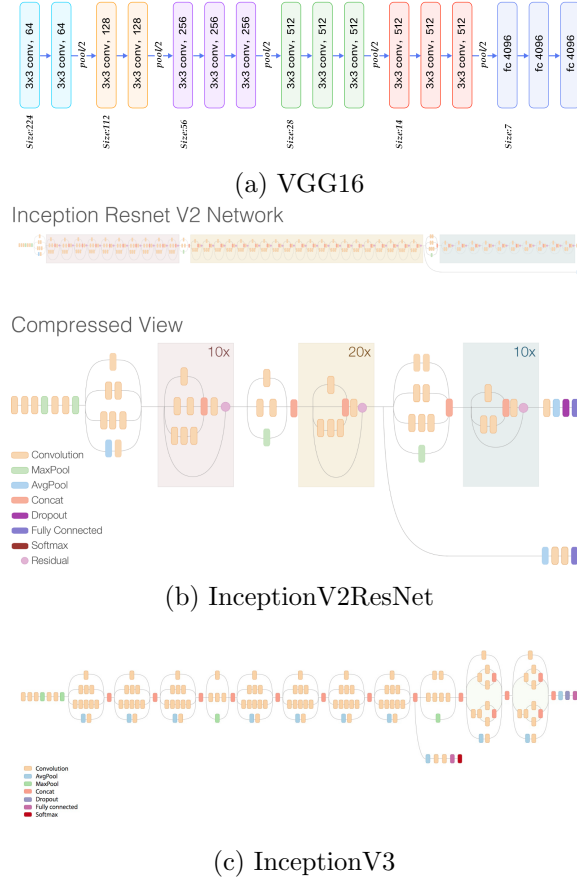 3x3 conv, 64
3x3 conv, 64
pool/2
3x3 conv, 128
3x3 conv, 128
pool/2
3x3 conv, 256
3x3 conv, 256
3x3 conv, 256
pool/2
3x3 conv, 512
3x3 conv, 512
3x3 conv, 512
pool/2
3x3 conv, 512
3x3 conv, 512
3x3 conv, 512
pool/2
fc 4096
fc 4096
fc 4096
Size:224
Size:112
Size:56
Size:28
Size:14
Size:7
(a) VGG16
Inception Resnet V2 Network
Compressed View
10x
20x
10x
Convolution
MaxPool
AvgPool
Concat
Dropout
Fully Connected
Softmax
Residual
(b) InceptionV2ResNet
Convolution
AvgPool
MaxPool
Concat
Dropout
Fully connected
Softmax
(c) InceptionV3